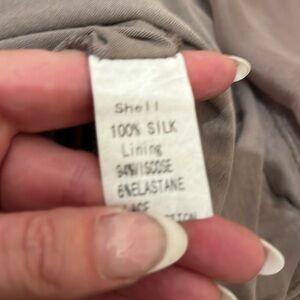 Shell
100% SILK
Lining
94%VISCOSE
6%ELASTANE